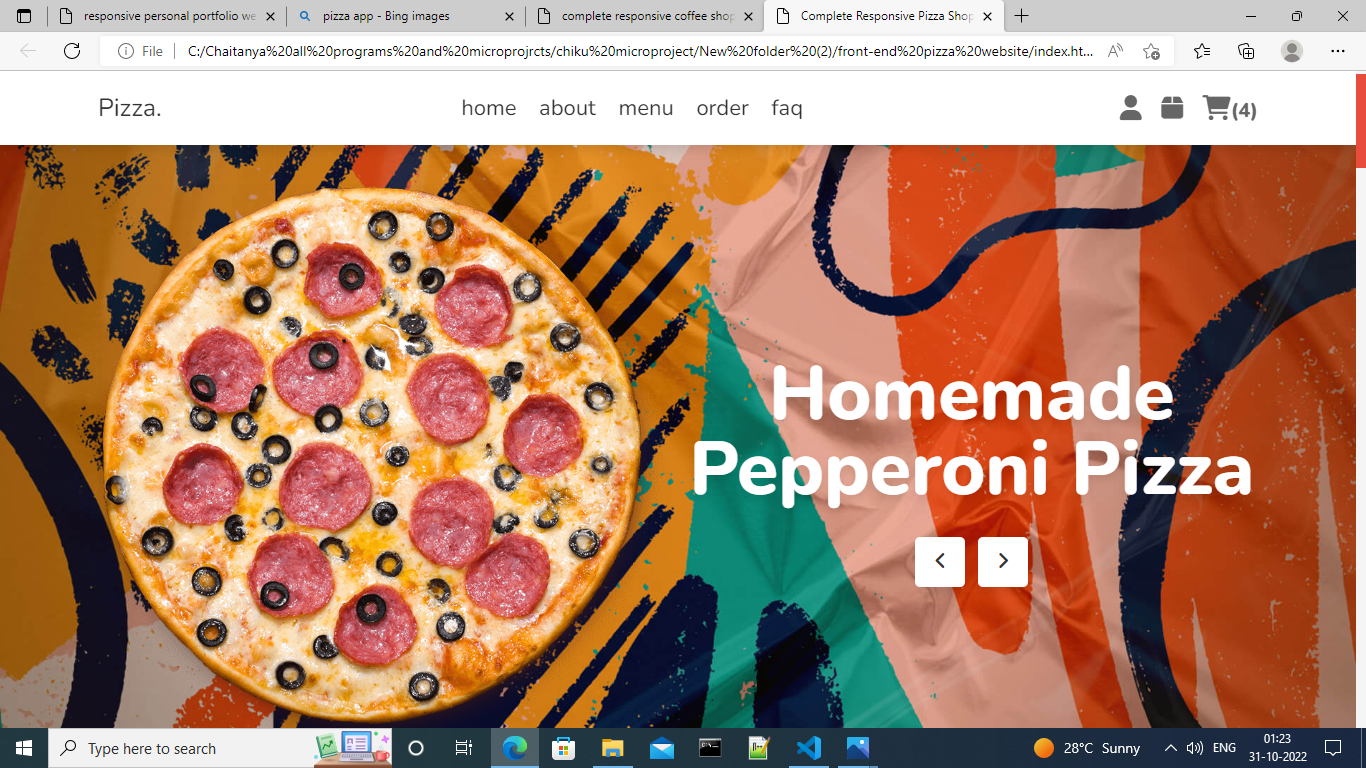 responsive personal portfolio we
pizza app - Bing images
complete responsive coffee shop
Complete Responsive Pizza Shop
File
C:/Chaitanya%20all%20programs%20and%20microprojrcts/chiku%20microproject/New%20folder%20(2)/front-end%20pizza%20website/index.ht...
Pizza.
home about menu order faq
(4)
Homemade
Pepperoni Pizza
Type here to search
28°C Sunny
ENG
01:23
31-10-2022